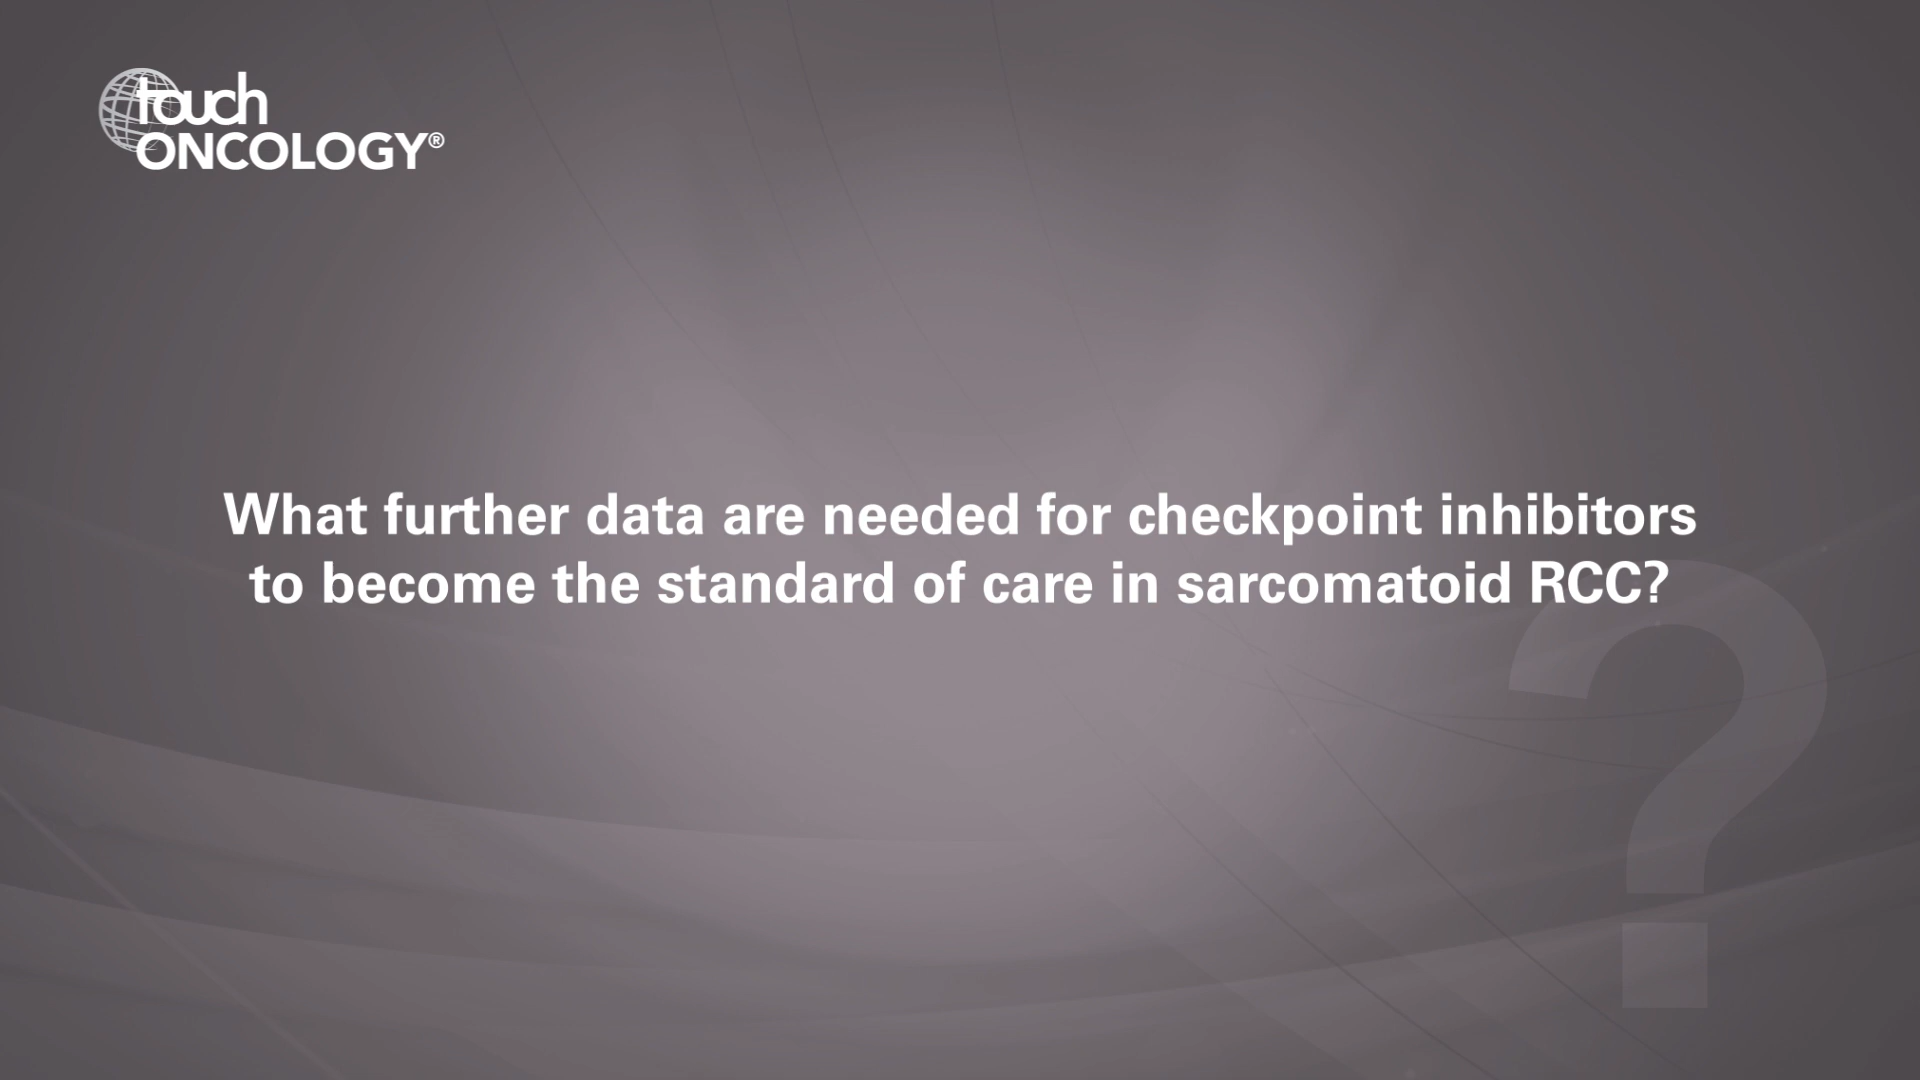 touch
ONCOLOGY®
What further data are needed for checkpoint inhibitors
to become the standard of care in sarcomatoid RCC?
?